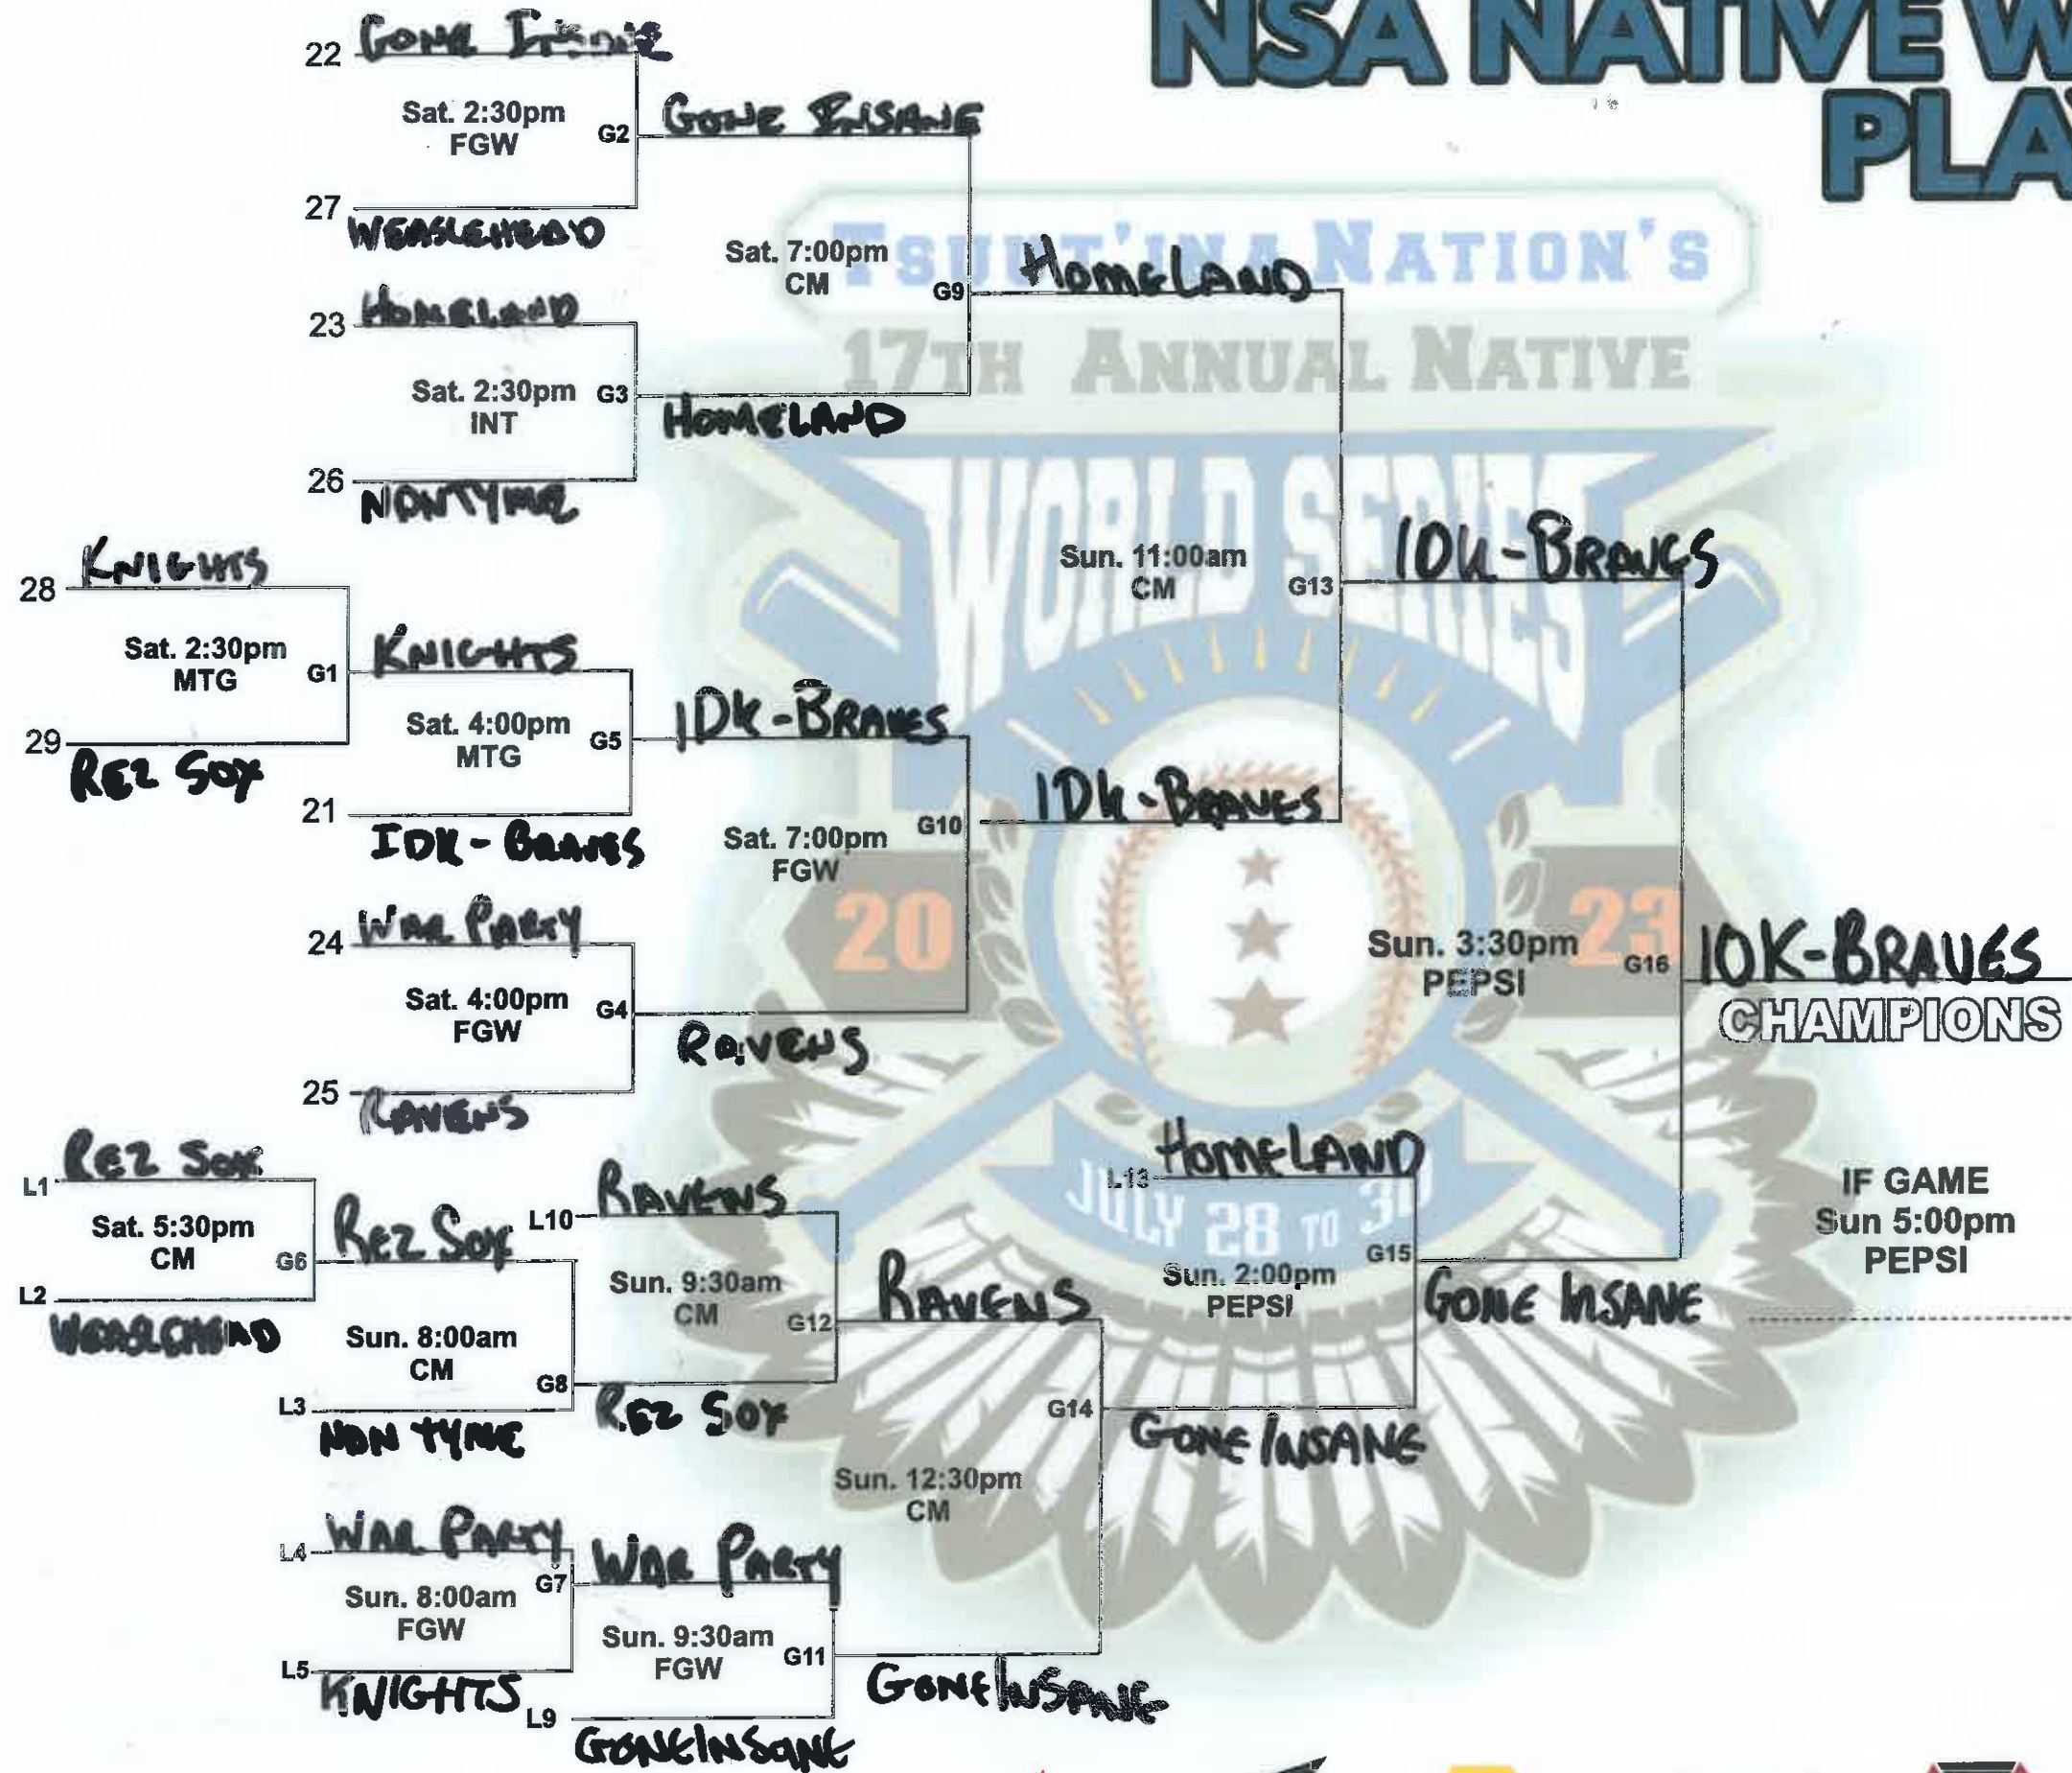 NSA NATIVE W
PLA
22 GONE INSANE
Sat. 2:30pm
FGW
G2
GONE INSANE
27
WEASLEHEAD
Sat. 7:00pm
CM
G9
HOMELAND
TSUUT'INA NATION'S
17TH ANNUAL NATIVE
WORLD SERIES
23 HOMELAND
Sat. 2:30pm
INT
G3
HOMELAND
26
NDNTYME
28 KNIGHTS
Sat. 2:30pm
MTG
G1
KNIGHTS
29
REZ SOX
Sat. 4:00pm
MTG
G5
10K-BRAVES
21
10K-BRAVES
Sun. 11:00am
CM
G13
10K-BRAVES
Sat. 7:00pm
FGW
G10
10K-BRAVES
24 WAR PARTY
Sat. 4:00pm
FGW
G4
RAVENS
25
RAVENS
20
23
Sun. 3:30pm
PEPSI
G16
10K-BRAVES
CHAMPIONS
L1 REZ SOX
Sat. 5:30pm
CM
G6
REZ SOX
L2
WEASLEHEAD
Sun. 8:00am
CM
G8
REZ SOX
L3
NDN TYME
L10 RAVENS
Sun. 9:30am
CM
G12
RAVENS
L13 HOMELAND
JULY 28 TO 30
Sun. 2:00pm
PEPSI
G15
GONE INSANE
IF GAME
Sun 5:00pm
PEPSI
G14
GONE INSANE
Sun. 12:30pm
CM
L4 WAR PARTY
Sun. 8:00am
FGW
G7
WAR PARTY
L5
KNIGHTS
Sun. 9:30am
FGW
G11
GONE INSANE
L9
GONE INSANE